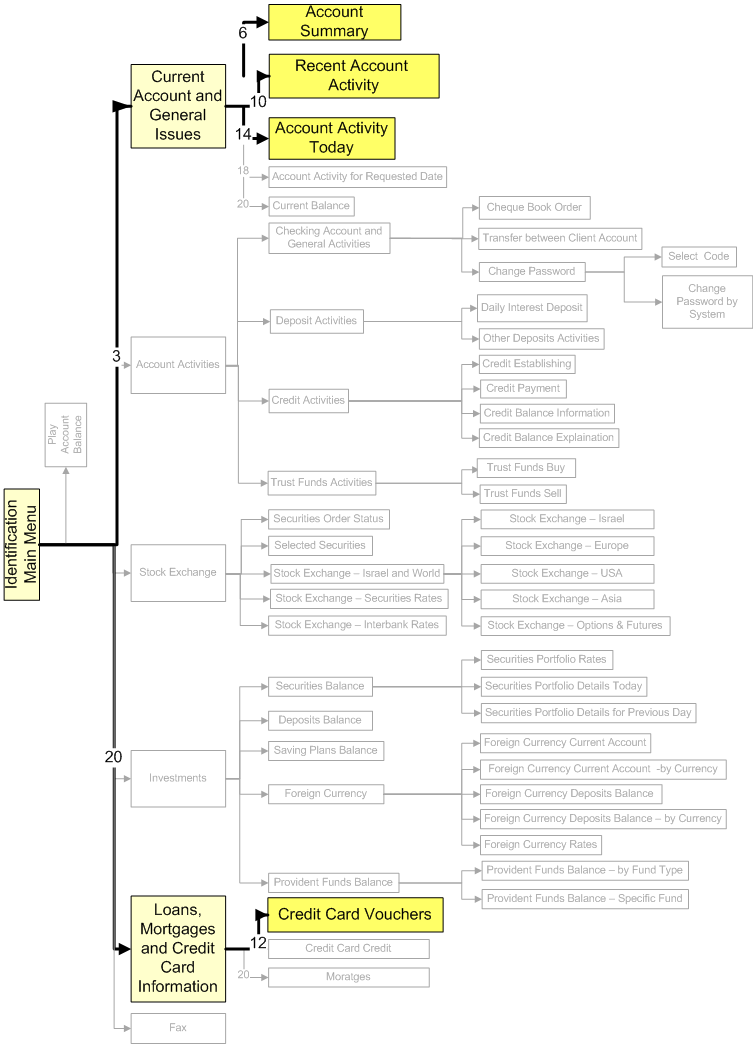 Account
Summary
6
Recent Account
Activity
10
Current
Account and
General
Issues
14
Account Activity
Today
18
Account Activity for Requested Date
20
Current Balance
Checking Account and
General Activities
Cheque Book Order
Transfer between Client Account
Change Password
Select Code
Change
Password by
System
3
Account Activities
Deposit Activities
Daily Interest Deposit
Other Deposits Activities
Credit Activities
Credit Establishing
Credit Payment
Credit Balance Information
Credit Balance Explaination
Trust Funds Activities
Trust Funds Buy
Trust Funds Sell
Play
Account
Balance
Identification
Main Menu
Stock Exchange
Securities Order Status
Selected Securities
Stock Exchange – Israel and World
Stock Exchange – Securities Rates
Stock Exchange – Interbank Rates
Stock Exchange – Israel
Stock Exchange – Europe
Stock Exchange – USA
Stock Exchange – Asia
Stock Exchange – Options & Futures
20
Investments
Securities Balance
Securities Portfolio Rates
Securities Portfolio Details Today
Securities Portfolio Details for Previous Day
Deposits Balance
Saving Plans Balance
Foreign Currency
Foreign Currency Current Account
Foreign Currency Current Account -by Currency
Foreign Currency Deposits Balance
Foreign Currency Deposits Balance – by Currency
Foreign Currency Rates
Provident Funds Balance
Provident Funds Balance – by Fund Type
Provident Funds Balance – Specific Fund
Loans,
Mortgages
and Credit
Card
Information
12
Credit Card Vouchers
Credit Card Credit
20
Moratges
Fax